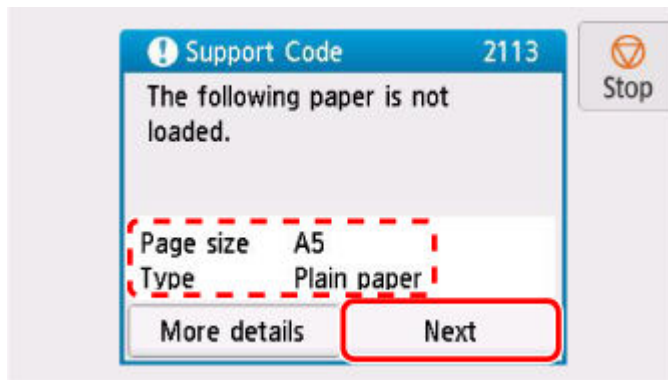 Support Code 2113
Stop
The following paper is not
loaded.
Page size A5
Type Plain paper
More details Next